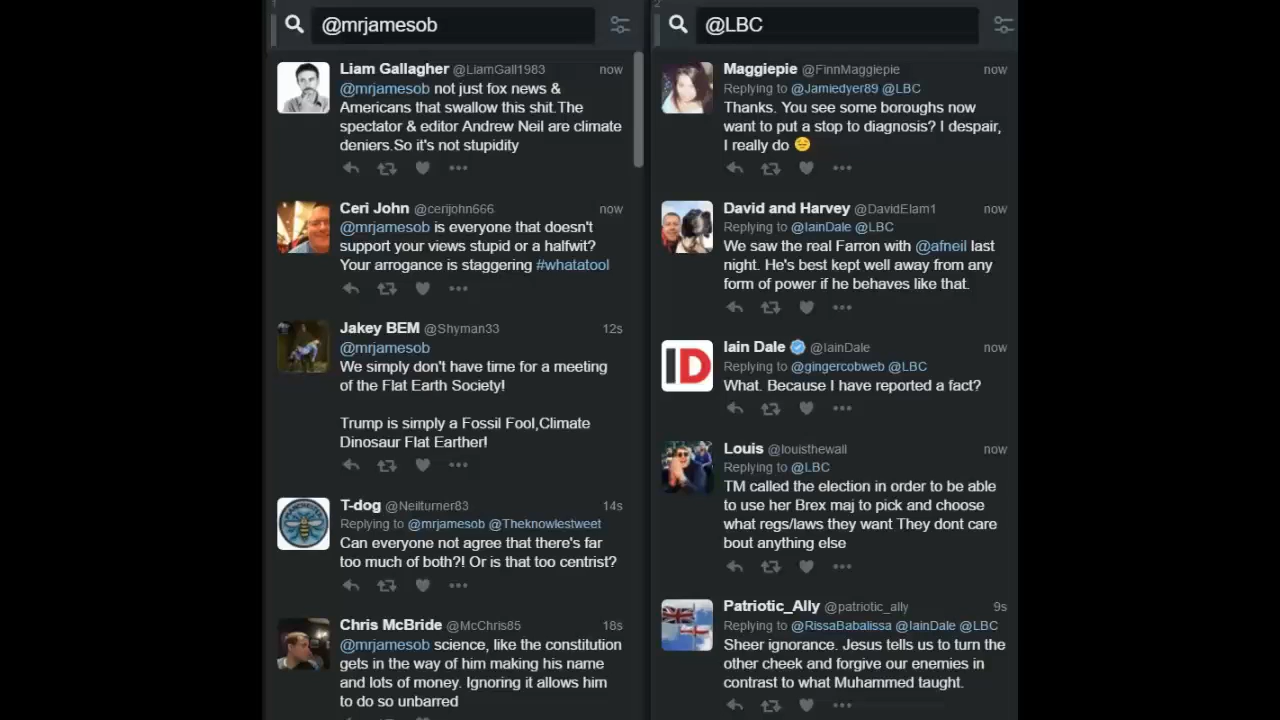 1
@mrjamesob
Liam Gallagher @LiamGall1983 now
@mrjamesob not just fox news &
Americans that swallow this shit.The
spectator & editor Andrew Neil are climate
deniers.So it's not stupidity
Ceri John @cerijohn666 now
@mrjamesob is everyone that doesn't
support your views stupid or a halfwit?
Your arrogance is staggering #whatatool
Jakey BEM @Shyman33 12s
@mrjamesob
We simply don't have time for a meeting
of the Flat Earth Society!
Trump is simply a Fossil Fool,Climate
Dinosaur Flat Earther!
T-dog @Neilturner83 14s
Replying to @mrjamesob @Theknowlestweet
Can everyone not agree that there's far
too much of both?! Or is that too centrist?
Chris McBride @McChris85 18s
@mrjamesob science, like the constitution
gets in the way of him making his name
and lots of money. Ignoring it allows him
to do so unbarred
2
@LBC
Maggiepie @FinnMaggiepie now
Replying to @Jamiedyer89 @LBC
Thanks. You see some boroughs now
want to put a stop to diagnosis? I despair,
I really do 😔
David and Harvey @DavidElam1 now
Replying to @IainDale @LBC
We saw the real Farron with @afneil last
night. He's best kept well away from any
form of power if he behaves like that.
ID
Iain Dale @IainDale now
Replying to @gingercobweb @LBC
What. Because I have reported a fact?
Louis @louisthewall now
Replying to @LBC
TM called the election in order to be able
to use her Brex maj to pick and choose
what regs/laws they want They dont care
bout anything else
Patriotic_Ally @patriotic_ally 9s
Replying to @RissaBabalissa @IainDale @LBC
Sheer ignorance. Jesus tells us to turn the
other cheek and forgive our enemies in
contrast to what Muhammed taught.